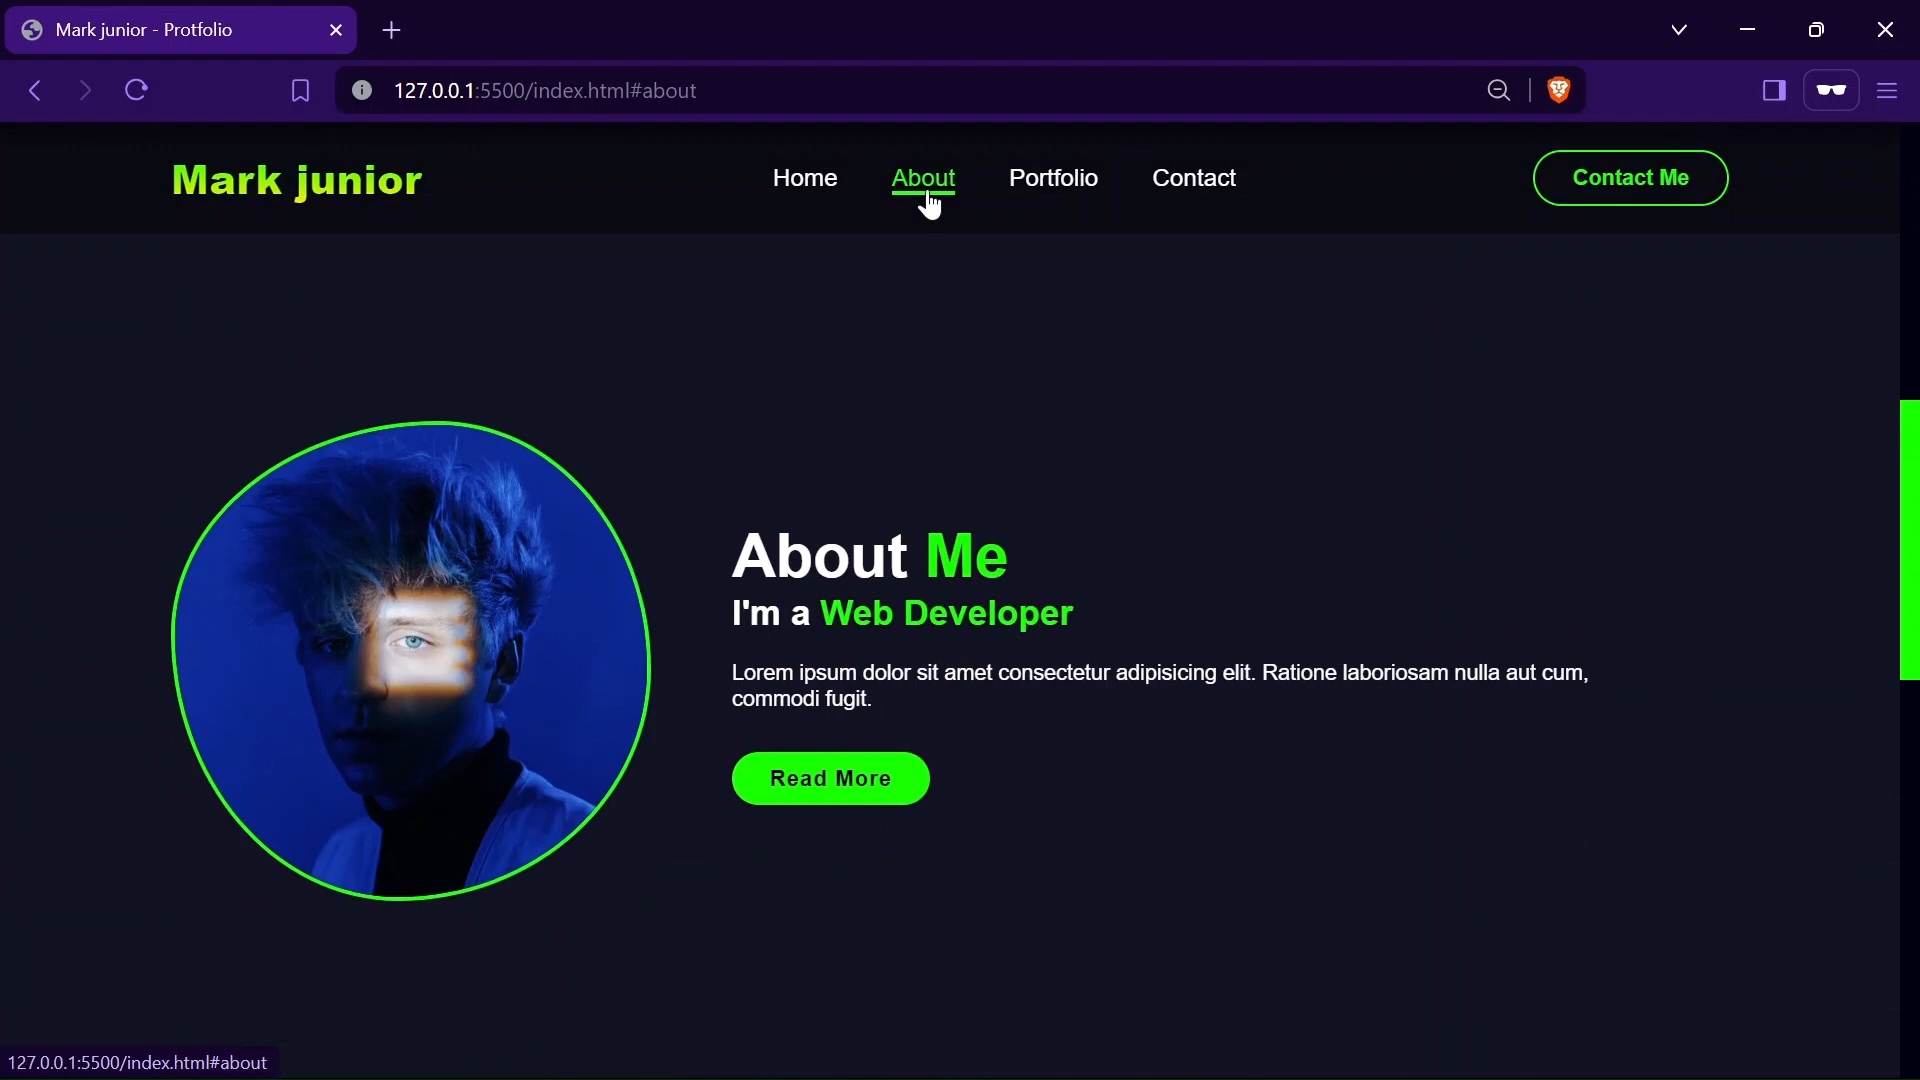 Mark junior - Protfolio
127.0.0.1:5500/index.html#about
Mark junior
Home About Portfolio Contact
Contact Me
About Me
I'm a Web Developer
Lorem ipsum dolor sit amet consectetur adipisicing elit. Ratione laboriosam nulla aut cum,
commodi fugit.
Read More
127.0.0.1:5500/index.html#about